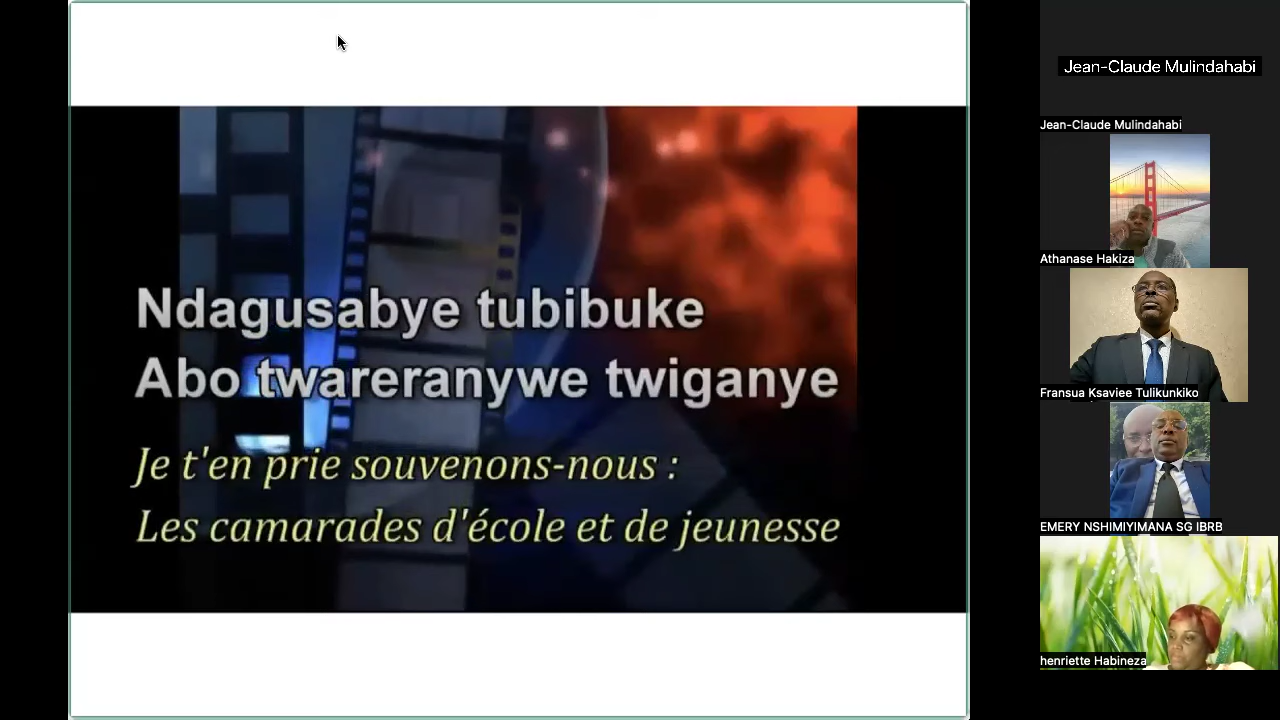 Ndagusabye tubibuke
Abo twareranywe twiganye
Je t'en prie souvenons-nous :
Les camarades d'école et de jeunesse
Jean-Claude Mulindahabi
Jean-Claude Mulindahabi
Athanase Hakiza
Fransua Ksaviee Tulikunkiko
EMERY NSHIMIYIMANA SG IBRB
henriette Habineza